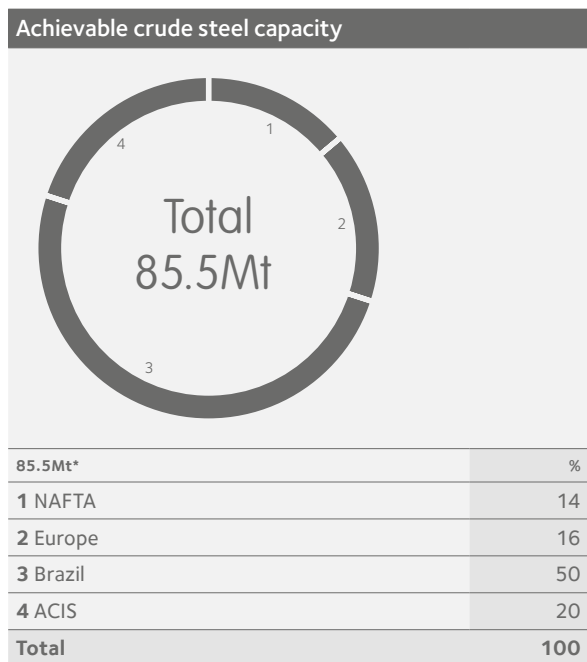 Achievable crude steel capacity
1
4
Total
2
85.5Mt
3
85.5Mt* %
1 NAFTA 14
2 Europe 16
3 Brazil 50
4 ACIS 20
Total 100